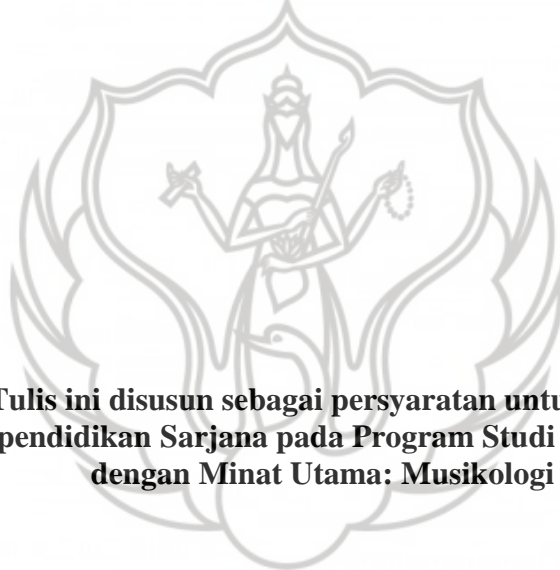 Tulis ini disusun sebagai persyaratan untu
pendidikan Sarjana pada Program Studi
dengan Minat Utama: Musikologi